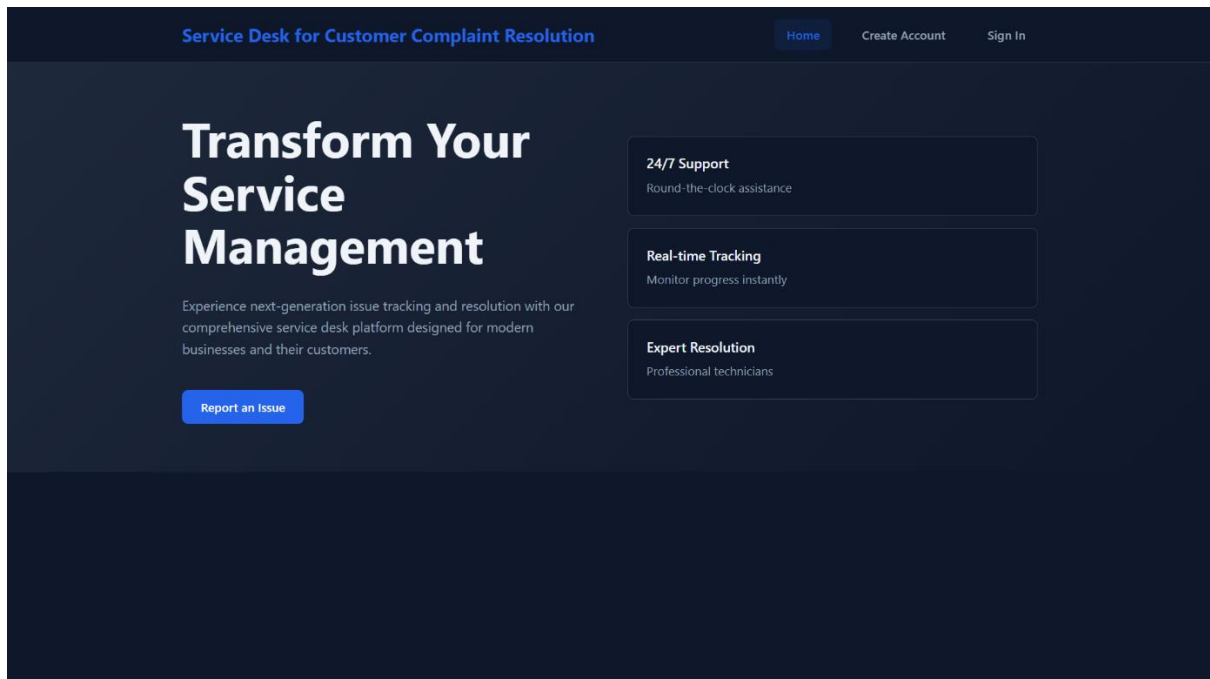 Service Desk for Customer Complaint Resolution
Home
Create Account
Sign In
Transform Your
Service
Management
Experience next-generation issue tracking and resolution with our
comprehensive service desk platform designed for modern
businesses and their customers.
Report an Issue
24/7 Support
Round-the-clock assistance
Real-time Tracking
Monitor progress instantly
Expert Resolution
Professional technicians